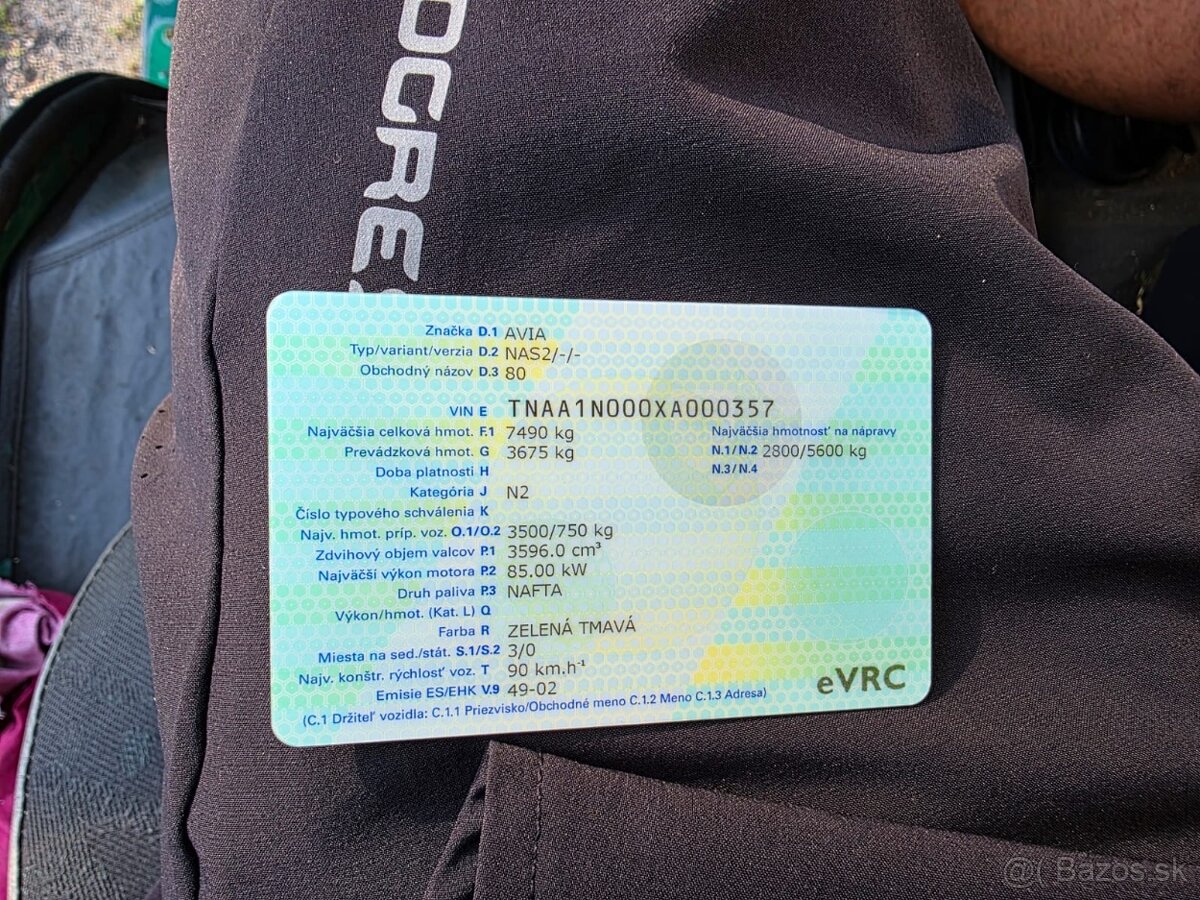 OCRES
Značka D.1 AVIA
Typ/variant/verzia D.2 NAS2/-/-
Obchodný názov D.3 80
VIN E TNAA1N000XA000357
Najväčšia celková hmot. F.1 7490 kg
Najväčšia hmotnosť na nápravy
Prevádzková hmot. G 3675 kg
N.1/N.2 2800/5600 kg
Doba platnosti H
N.3/N.4
Kategória J N2
Číslo typového schválenia K
Najv. hmot. príp. voz. O.1/O.2 3500/750 kg
Zdvihový objem valcov P.1 3596.0 cm³
Najväčší výkon motora P.2 85.00 kW
Druh paliva P.3 NAFTA
Výkon/hmot. (Kat. L) Q
Farba R ZELENÁ TMAVÁ
Miesta na sed./stát. S.1/S.2 3/0
Najv. konštr. rýchlosť voz. T 90 km.h⁻¹
Emisie ES/EHK V.9 49-02
eVRC
(C.1 Držiteľ vozidla: C.1.1 Priezvisko/Obchodné meno C.1.2 Meno C.1.3 Adresa)
@( Bazos.sk